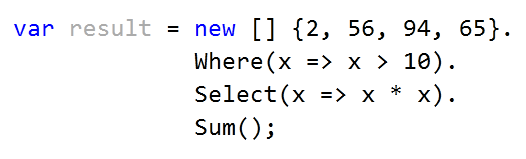 var result = new [] {2, 56, 94, 65}.
Where(x => x > 10).
Select(x => x * x).
Sum();